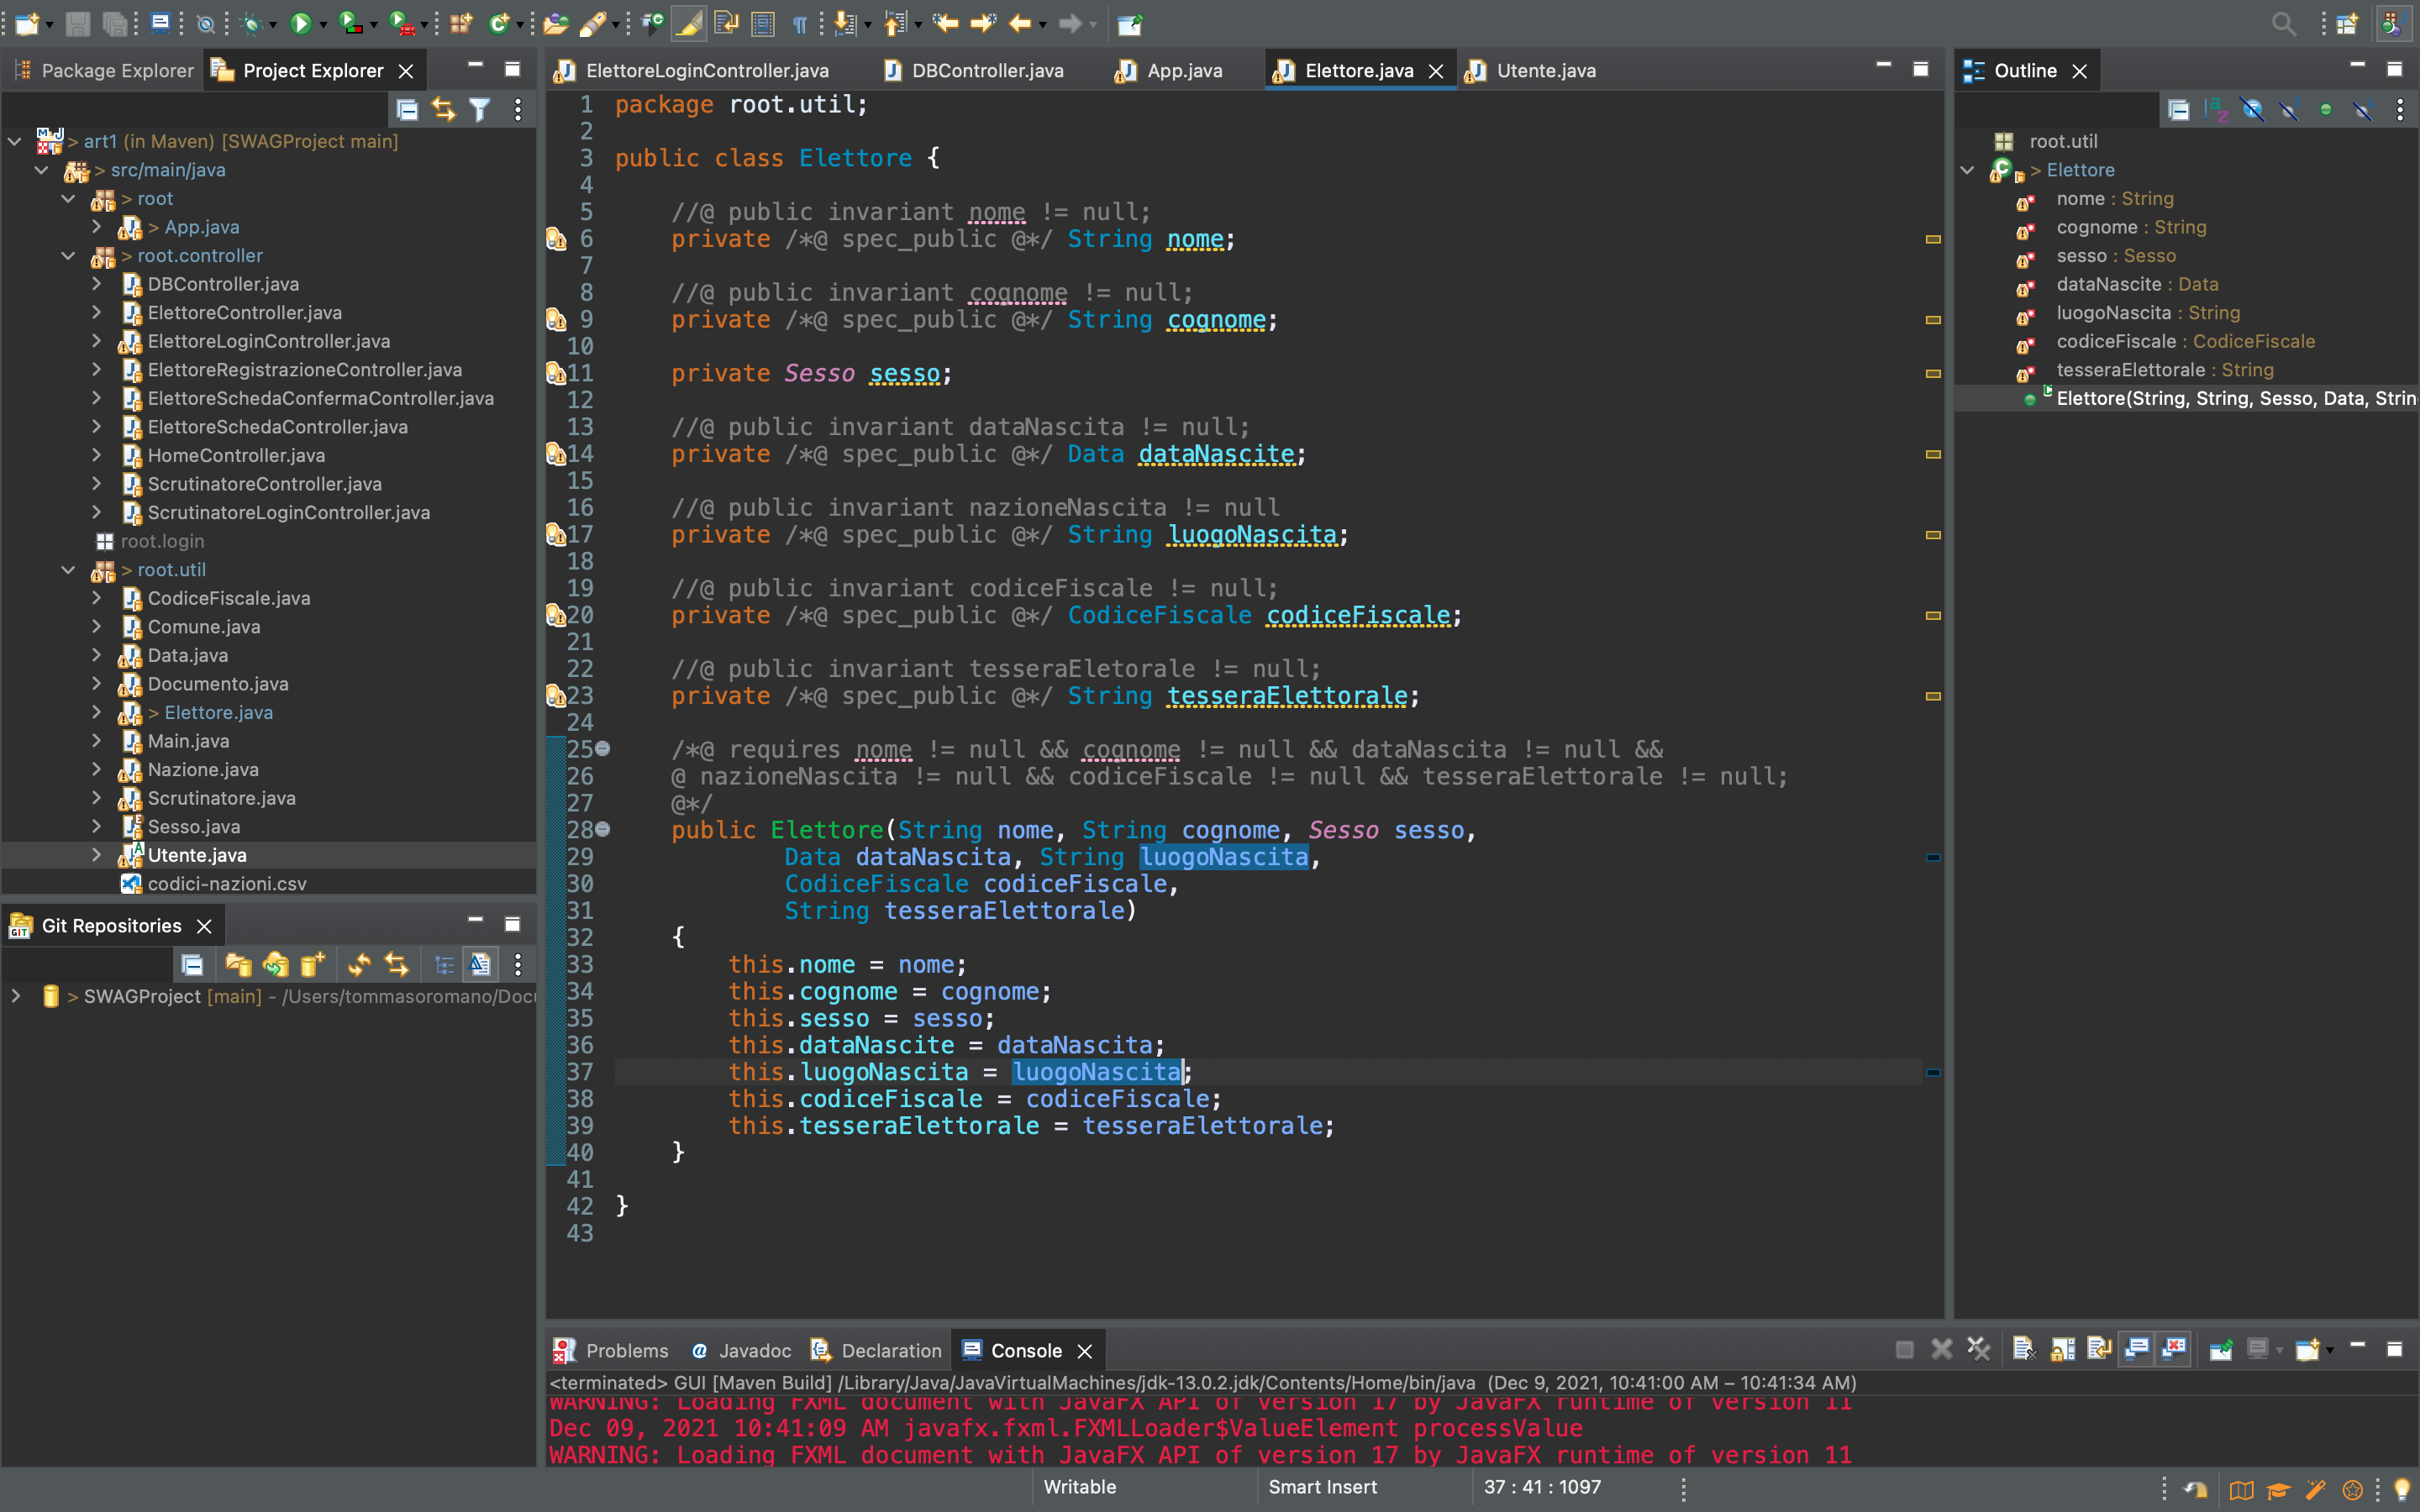 Package Explorer
Project Explorer
> art1 (in Maven) [SWAGProject main]
> src/main/java
> root
> App.java
> root.controller
DBController.java
ElettoreController.java
ElettoreLoginController.java
ElettoreRegistrazioneController.java
ElettoreSchedaConfermaController.java
ElettoreSchedaController.java
HomeController.java
ScrutinatoreController.java
ScrutinatoreLoginController.java
root.login
> root.util
CodiceFiscale.java
Comune.java
Data.java
Documento.java
> Elettore.java
Main.java
Nazione.java
Scrutinatore.java
Sesso.java
Utente.java
codici-nazioni.csv
Git Repositories
> SWAGProject [main] - /Users/tommasoromano/Docu
ElettoreLoginController.java
DBController.java
App.java
Elettore.java
Utente.java
1 package root.util;
2
3 public class Elettore {
4
5 //@ public invariant nome != null;
6 private /*@ spec_public @*/ String nome;
7
8 //@ public invariant cognome != null;
9 private /*@ spec_public @*/ String cognome;
10
11 private Sesso sesso;
12
13 //@ public invariant dataNascita != null;
14 private /*@ spec_public @*/ Data dataNascite;
15
16 //@ public invariant nazioneNascita != null
17 private /*@ spec_public @*/ String luogoNascita;
18
19 //@ public invariant codiceFiscale != null;
20 private /*@ spec_public @*/ CodiceFiscale codiceFiscale;
21
22 //@ public invariant tesseraEletorale != null;
23 private /*@ spec_public @*/ String tesseraElettorale;
24
25 /*@ requires nome != null && cognome != null && dataNascita != null &&
26 @ nazioneNascita != null && codiceFiscale != null && tesseraElettorale != null;
27 @*/
28 public Elettore(String nome, String cognome, Sesso sesso,
29 Data dataNascita, String luogoNascita,
30 CodiceFiscale codiceFiscale,
31 String tesseraElettorale)
32 {
33 this.nome = nome;
34 this.cognome = cognome;
35 this.sesso = sesso;
36 this.dataNascite = dataNascita;
37 this.luogoNascita = luogoNascita;
38 this.codiceFiscale = codiceFiscale;
39 this.tesseraElettorale = tesseraElettorale;
40 }
41
42 }
43
Outline
root.util
> Elettore
nome : String
cognome : String
sesso : Sesso
dataNascite : Data
luogoNascita : String
codiceFiscale : CodiceFiscale
tesseraElettorale : String
Elettore(String, String, Sesso, Data, Strin
Problems
@ Javadoc
Declaration
Console
<terminated> GUI [Maven Build] /Library/Java/JavaVirtualMachines/jdk-13.0.2.jdk/Contents/Home/bin/java (Dec 9, 2021, 10:41:00 AM – 10:41:34 AM)
WARNING: Loading FXML document with JavaFX API of version 17 by JavaFX runtime of version 11
Dec 09, 2021 10:41:09 AM javafx.fxml.FXMLLoader$ValueElement processValue
WARNING: Loading FXML document with JavaFX API of version 17 by JavaFX runtime of version 11
Writable
Smart Insert
37 : 41 : 1097